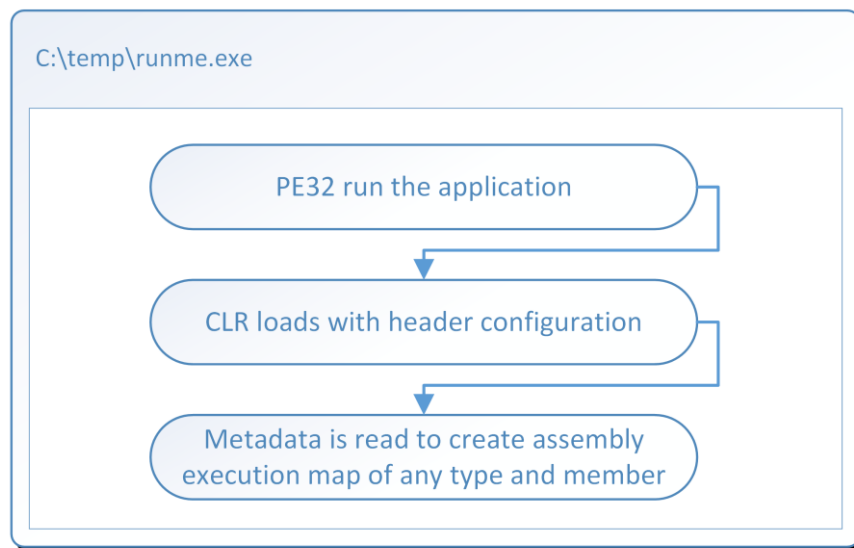 C:\temp\runme.exe
PE32 run the application
CLR loads with header configuration
Metadata is read to create assembly
execution map of any type and member